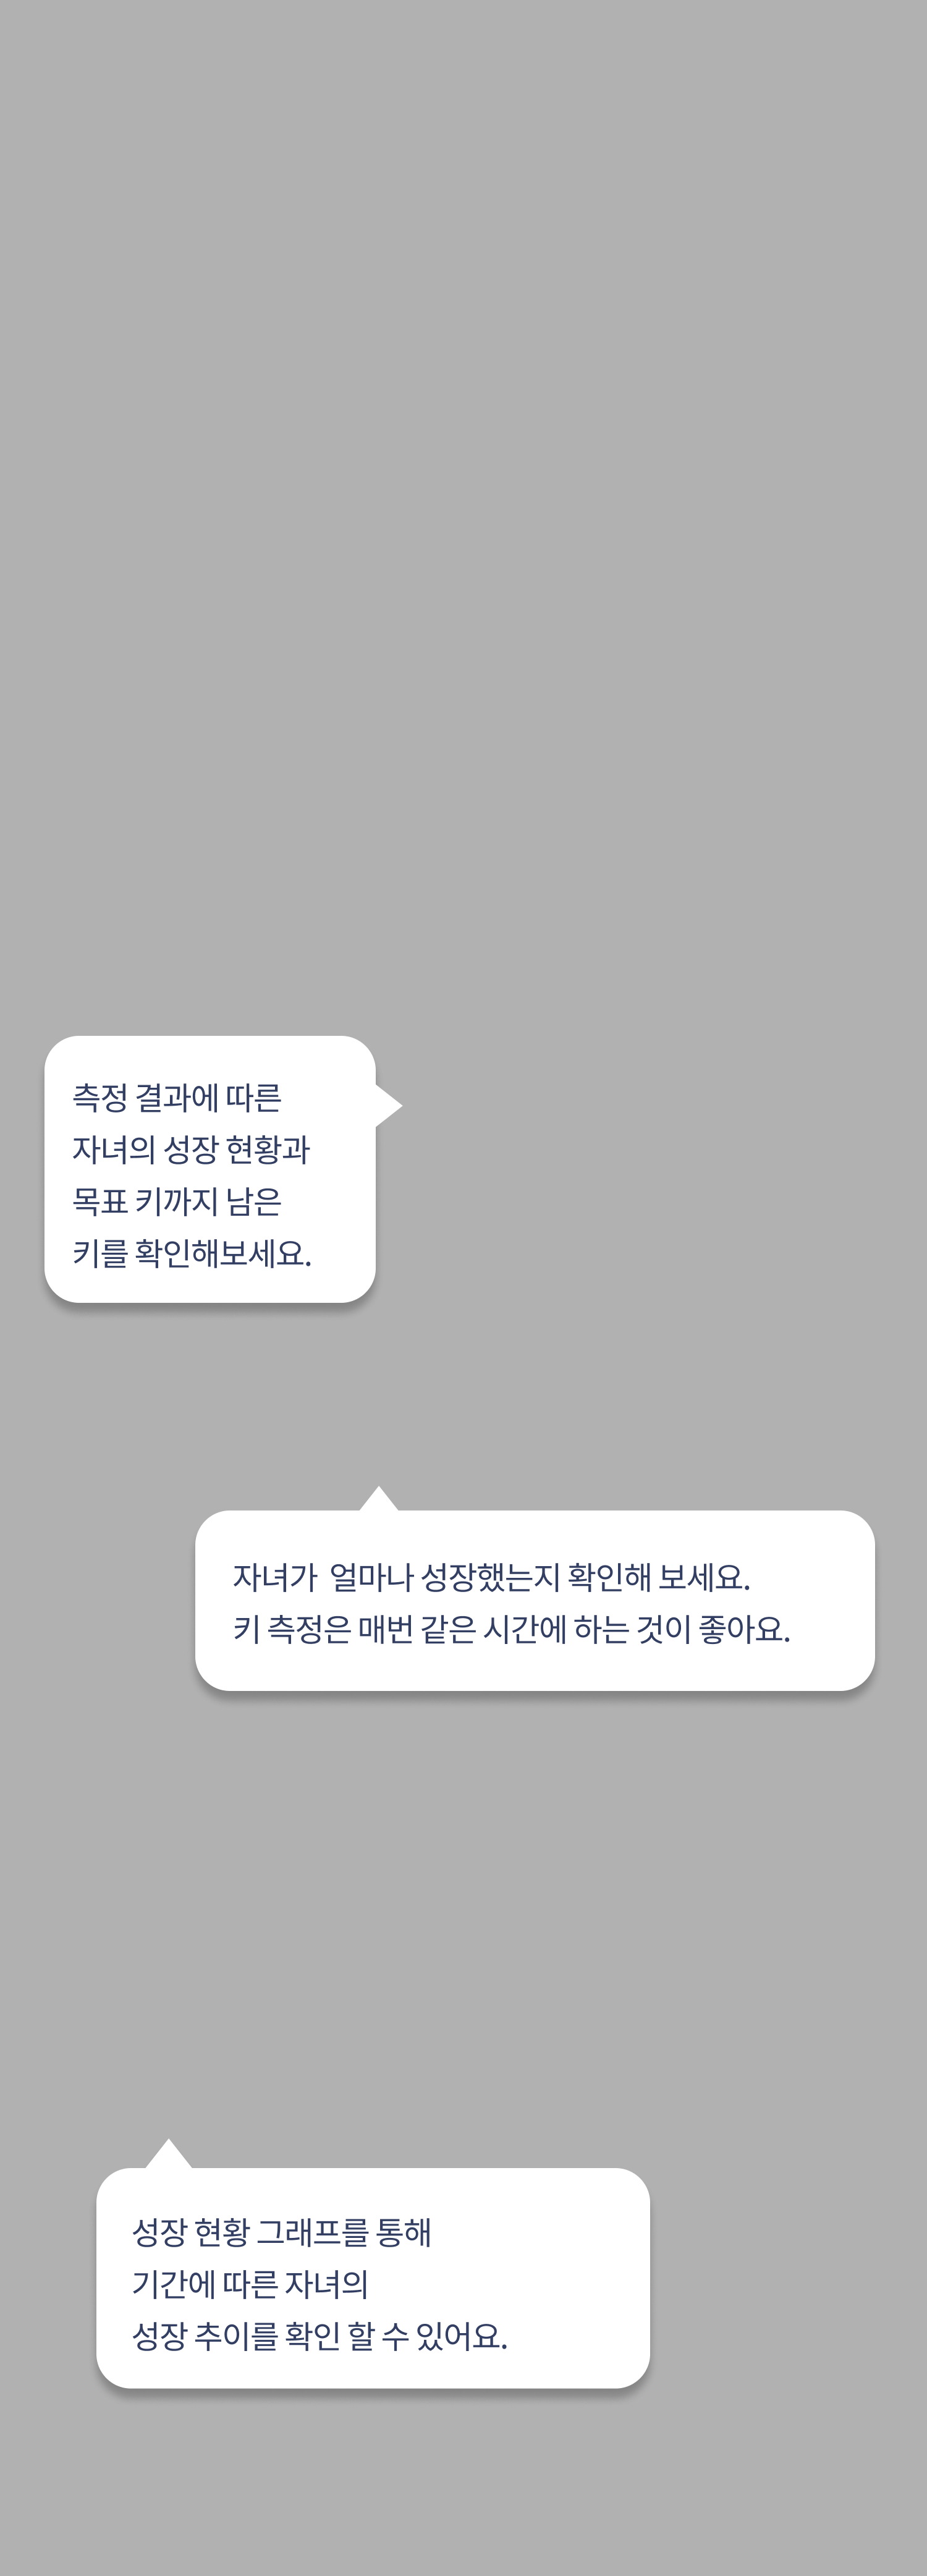 측정 결과에 따른
자녀의 성장 현황과
목표 키까지 남은
키를 확인해보세요.
자녀가  얼마나 성장했는지 확인해 보세요.
키 측정은 매번 같은 시간에 하는 것이 좋아요.
성장 현황 그래프를 통해
기간에 따른 자녀의
성장 추이를 확인 할 수 있어요.